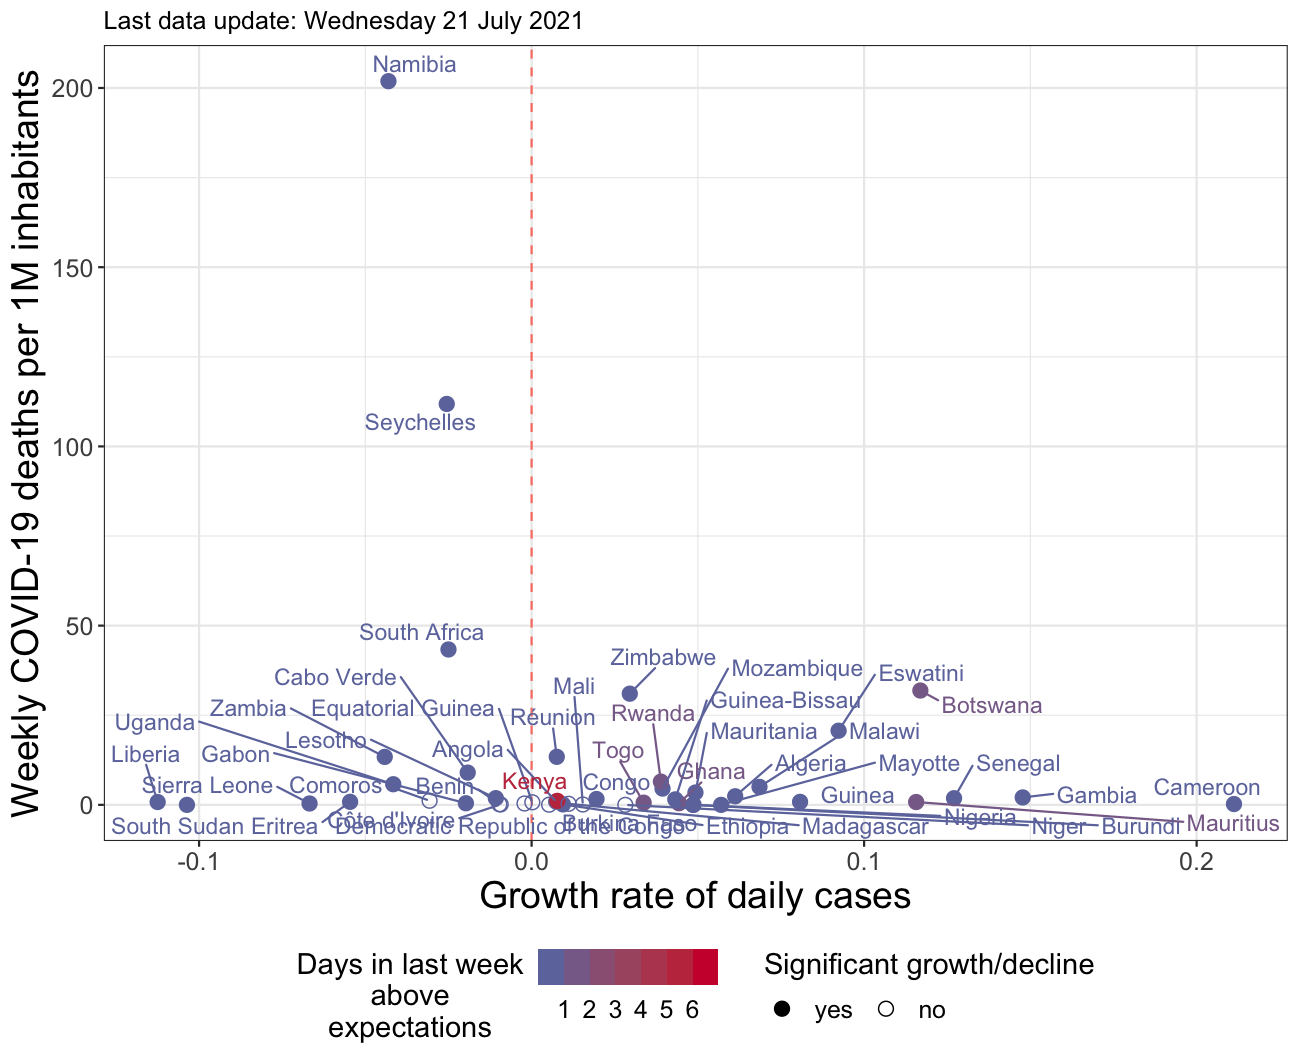 Last data update: Wednesday 21 July 2021
Weekly COVID-19 deaths per 1M inhabitants
200
150
100
50
0
Namibia
Seychelles
South Africa
Zimbabwe
Cabo Verde
Mozambique
Eswatini
Mali
Zambia
Equatorial Guinea
Guinea-Bissau
Botswana
Uganda
Réunion
Rwanda
Lesotho
Mauritania
Malawi
Liberia
Gabon
Angola
Togo
Algeria
Mayotte
Senegal
Sierra Leone
Comoros
Benin
Kenya
Congo
Ghana
Guinea
Gambia
Cameroon
South Sudan
Eritrea
Côte d'Ivoire
Democratic Republic of the Congo
Burkina Faso
Ethiopia
Madagascar
Nigeria
Niger
Burundi
Mauritius
-0.1
0.0
0.1
0.2
Growth rate of daily cases
Days in last week
above
expectations
1 2 3 4 5 6
Significant growth/decline
yes
no